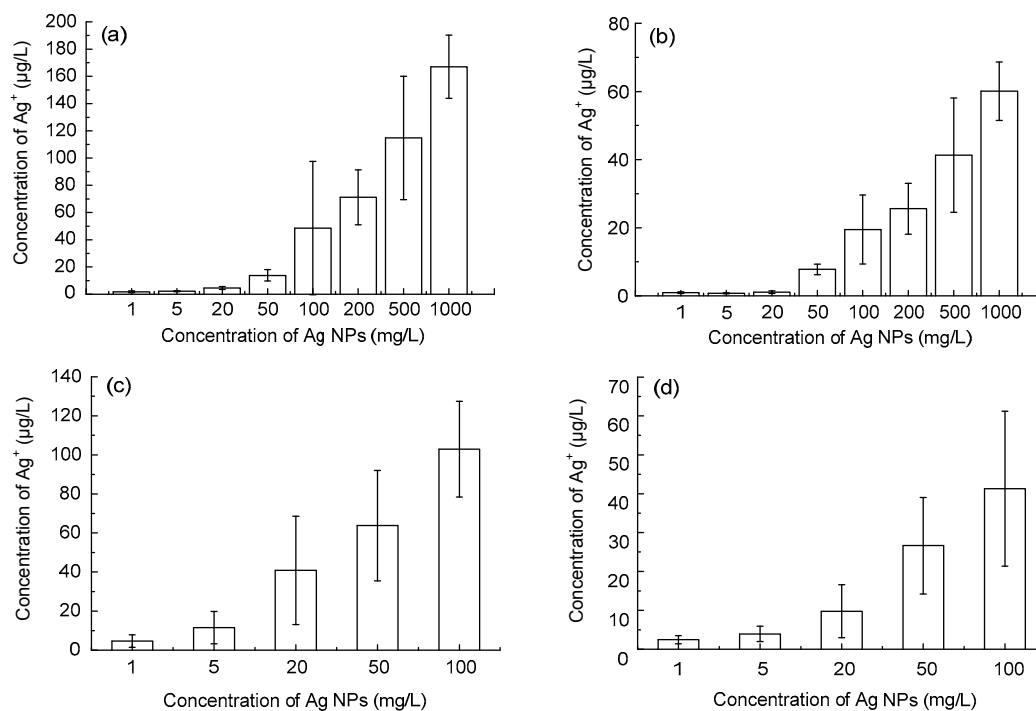 (a)
Concentration of Ag⁺ (µg/L)
200
180
160
140
120
100
80
60
40
20
0
1 5 20 50 100 200 500 1000
Concentration of Ag NPs (mg/L)
(b)
Concentration of Ag⁺ (µg/L)
80
60
40
20
0
1 5 20 50 100 200 500 1000
Concentration of Ag NPs (mg/L)
(c)
Concentration of Ag⁺ (µg/L)
140
120
100
80
60
40
20
0
1 5 20 50 100
Concentration of Ag NPs (mg/L)
(d)
Concentration of Ag⁺ (µg/L)
70
60
50
40
30
20
10
0
1 5 20 50 100
Concentration of Ag NPs (mg/L)